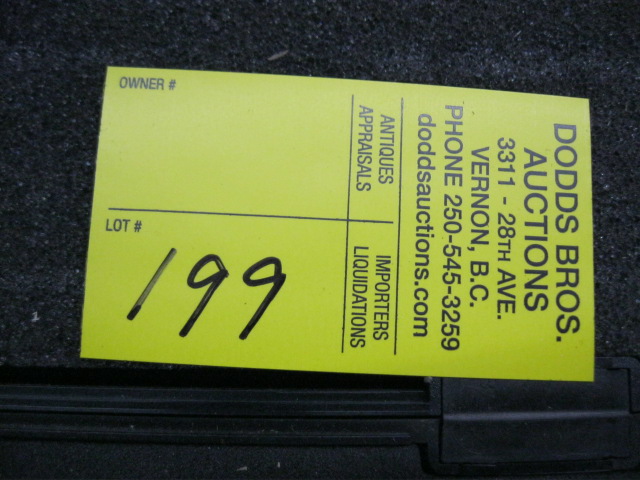 DODDS BROS.
AUCTIONS
3311 - 28TH AVE.
VERNON, B.C.
PHONE 250-545-3259
doddsauctions.com
ANTIQUES IMPORTERS
APPRAISALS LIQUIDATIONS
OWNER #
LOT #
199